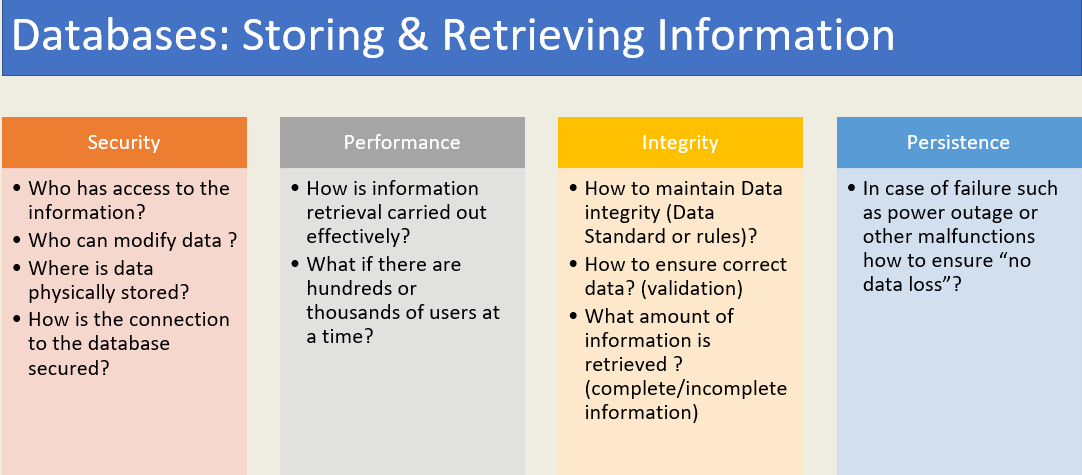 Databases: Storing & Retrieving Information
Security
• Who has access to the
information?
• Who can modify data ?
• Where is data
physically stored?
• How is the connection
to the database
secured?
Performance
• How is information
retrieval carried out
effectively?
• What if there are
hundreds or
thousands of users at
a time?
Integrity
• How to maintain Data
integrity (Data
Standard or rules)?
• How to ensure correct
data? (validation)
• What amount of
information is
retrieved ?
(complete/incomplete
information)
Persistence
• In case of failure such
as power outage or
other malfunctions
how to ensure “no
data loss”?